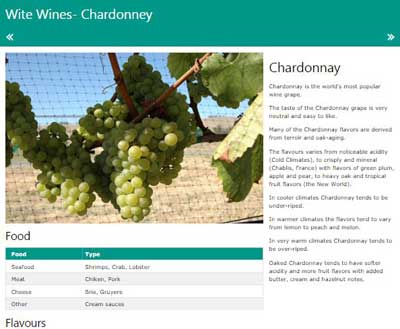 Wite Wines- Chardonney
«
»
Chardonnay
Chardonnay is the world's most popular
wine grape.
The taste of the Chardonnay grape is very
neutral and easy to like.
Many of the Chardonnay flavors are derived
from terroir and oak-aging.
The flavours varies from noticeable acidity
(Cold Climates), to crisply and mineral
(Chablis, France) with flavors of green plum,
apple and pear, to heavy oak and tropical
fruit flavors (the New World).
In cooler climates Chardonnay tends to be
under-riped.
In warmer climates the flavors tend to vary
from lemon to peach and melon.
In very warm climates Chardonnay tends to
be over-riped.
Oaked Chardonnay tends to have softer
acidity and more fruit flavors with added
butter, cream and hazelnut notes.
Food
Food Type
Seafood Shrimps, Crab, Lobster
Meat Chiken, Pork
Cheese Brie, Gruyere
Other Cream sauces
Flavours